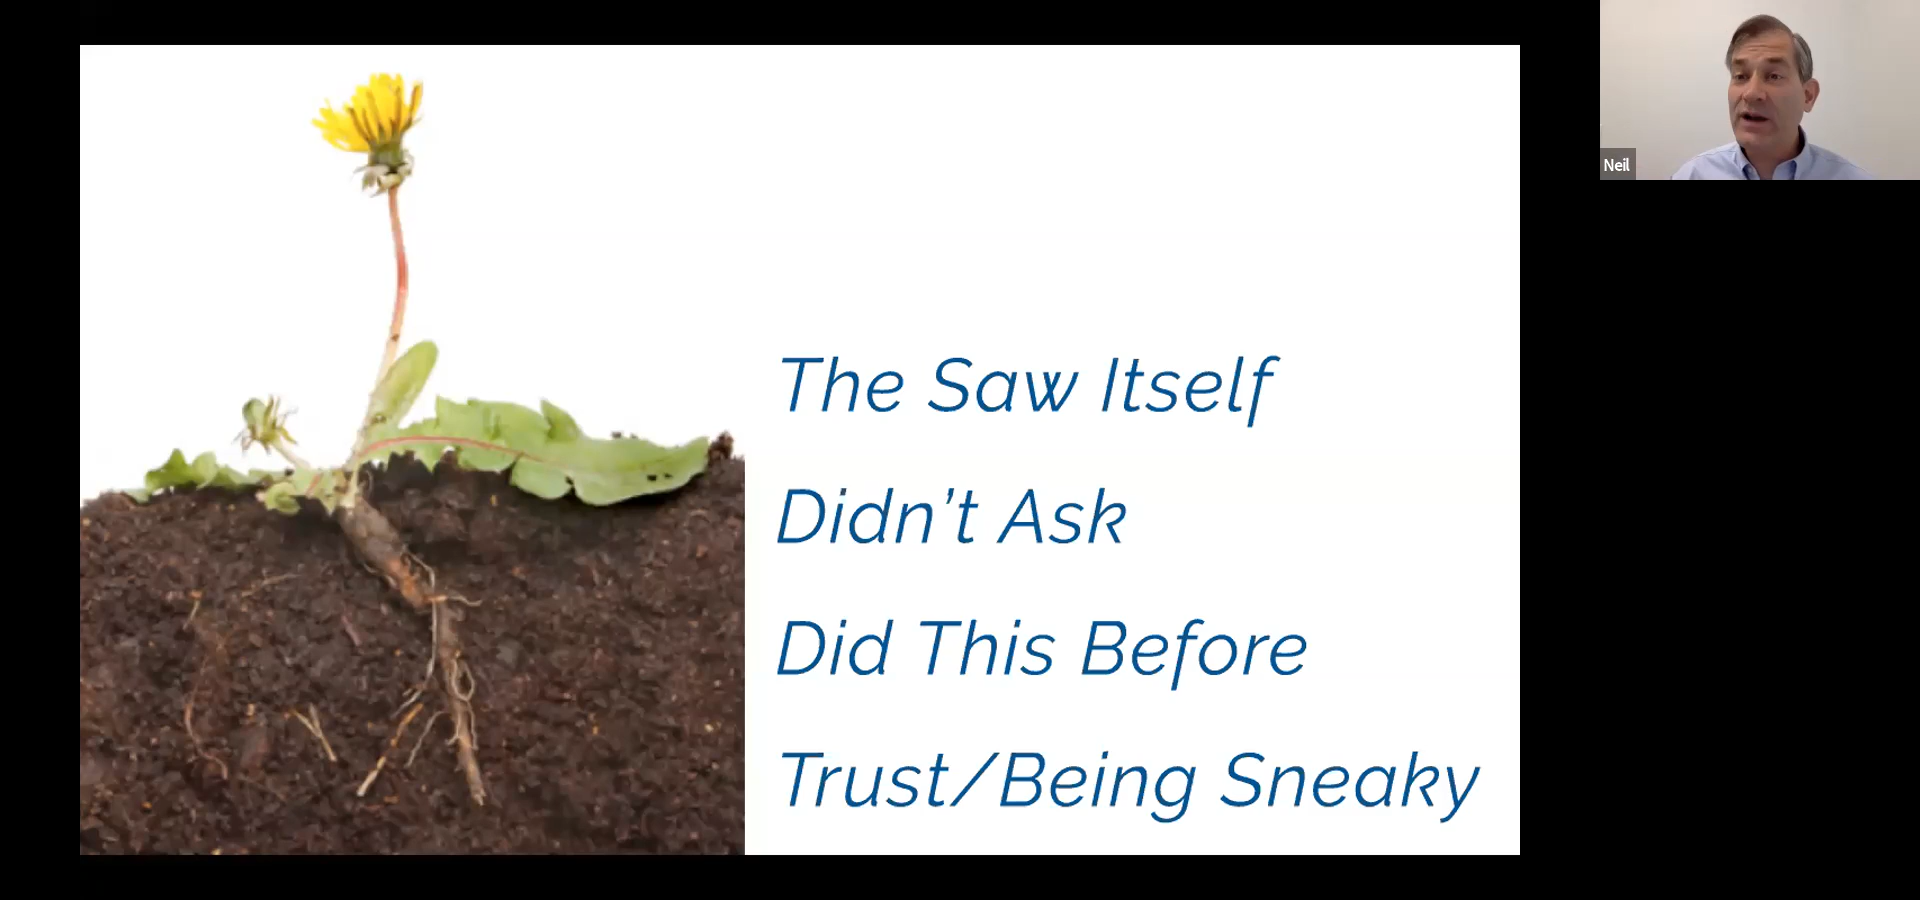 The Saw Itself
Didn’t Ask
Did This Before
Trust/Being Sneaky
Neil